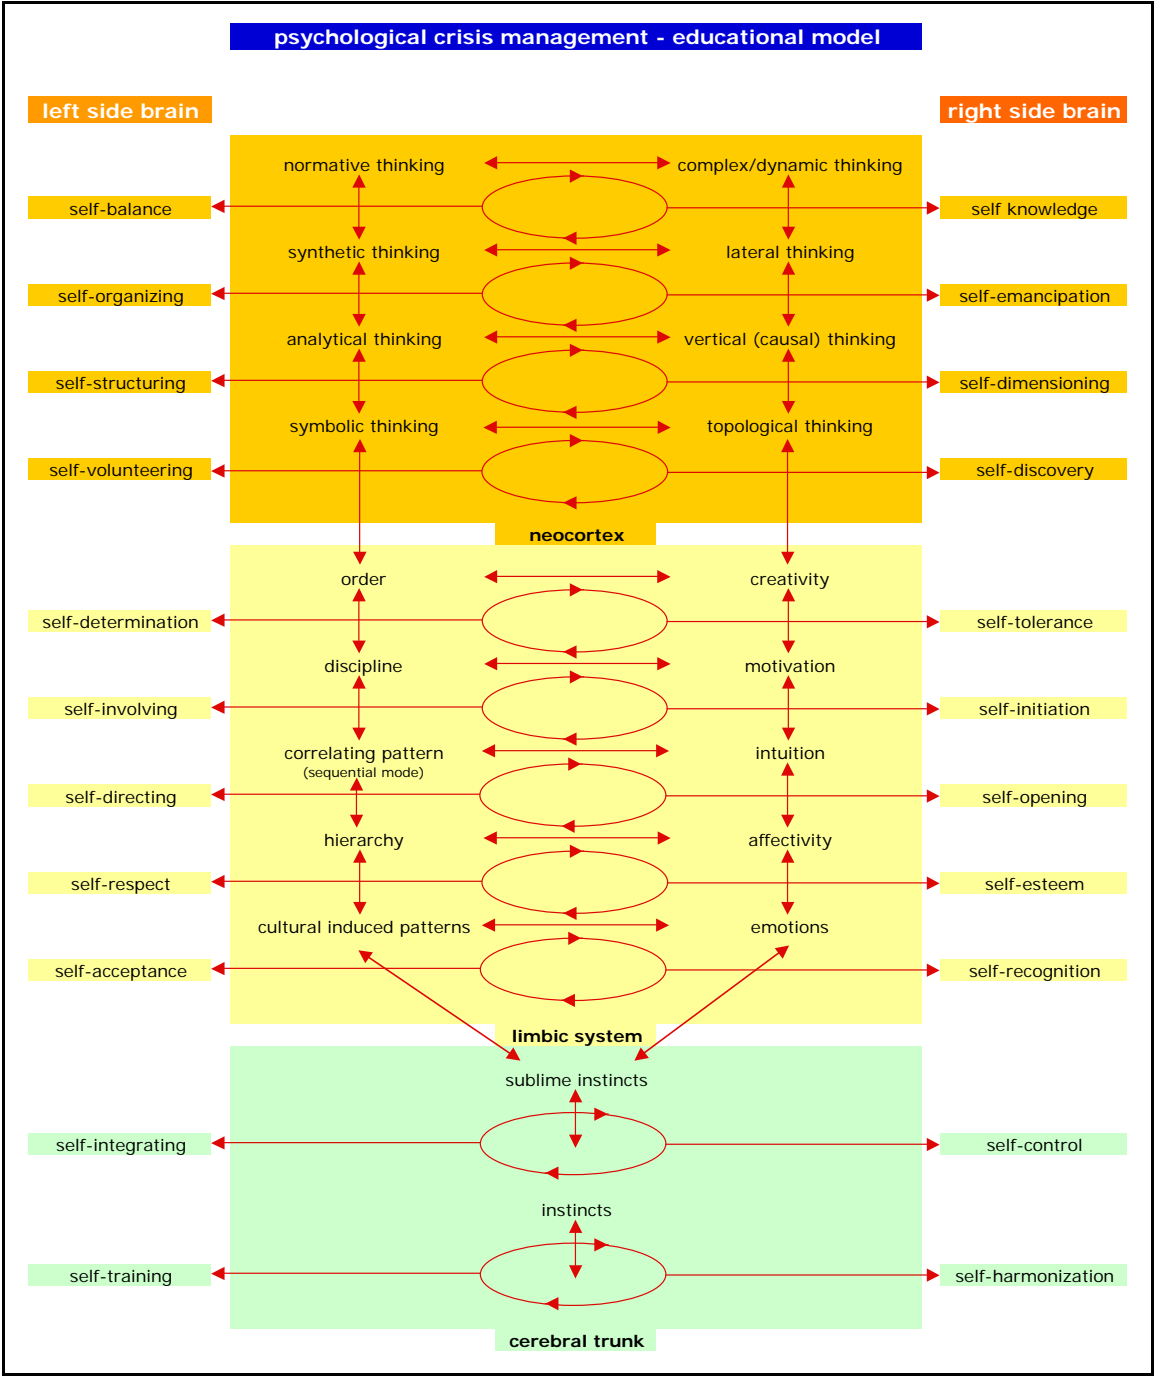 psychological crisis management - educational model
left side brain
right side brain
normative thinking
complex/dynamic thinking
self-balance
self knowledge
synthetic thinking
lateral thinking
self-organizing
self-emancipation
analytical thinking
vertical (causal) thinking
self-structuring
self-dimensioning
symbolic thinking
topological thinking
self-volunteering
self-discovery
neocortex
order
creativity
self-determination
self-tolerance
discipline
motivation
self-involving
self-initiation
correlating pattern
(sequential mode)
intuition
self-directing
self-opening
hierarchy
affectivity
self-respect
self-esteem
cultural induced patterns
emotions
self-acceptance
self-recognition
limbic system
sublime instincts
self-integrating
self-control
instincts
self-training
self-harmonization
cerebral trunk